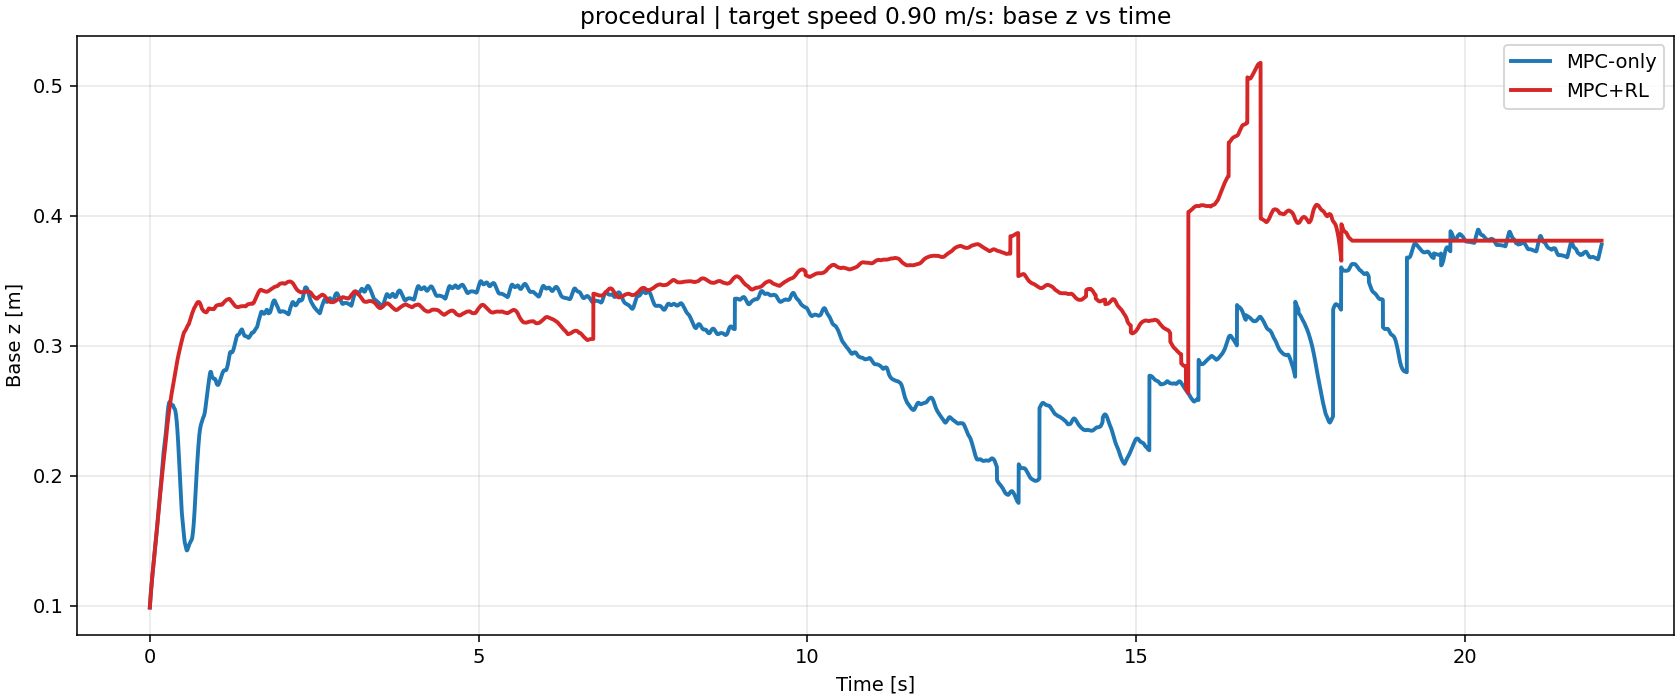 procedural | target speed 0.90 m/s: base z vs time
MPC-only
MPC+RL
Base z [m]
0.5
0.4
0.3
0.2
0.1
0
5
10
15
20
Time [s]